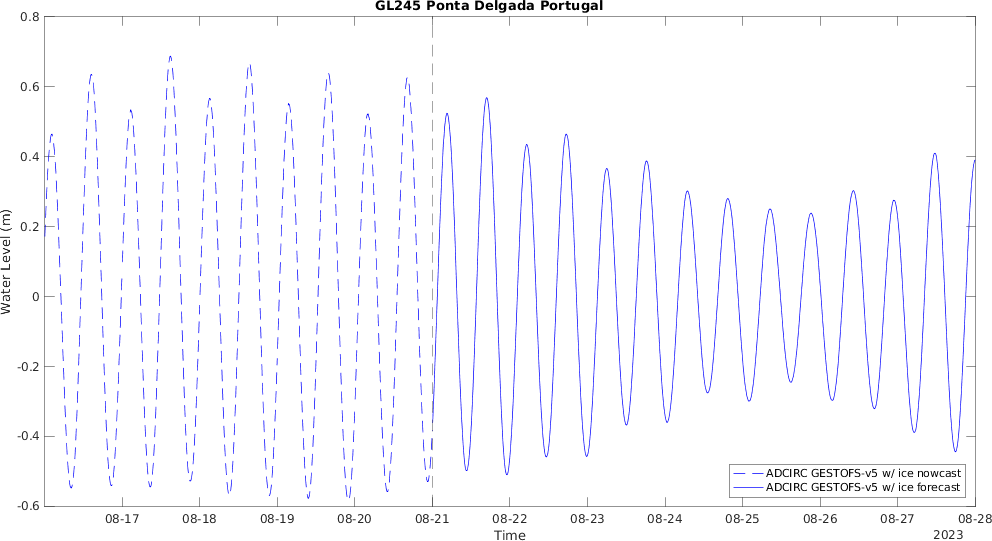 GL245 Ponta Delgada Portugal
0.8
0.6
0.4
0.2
0
-0.2
-0.4
-0.6
Water Level (m)
ADCIRC GESTOFS-v5 w/ ice nowcast
ADCIRC GESTOFS-v5 w/ ice forecast
08-17 08-18 08-19 08-20 08-21 08-22 08-23 08-24 08-25 08-26 08-27 08-28
Time
2023